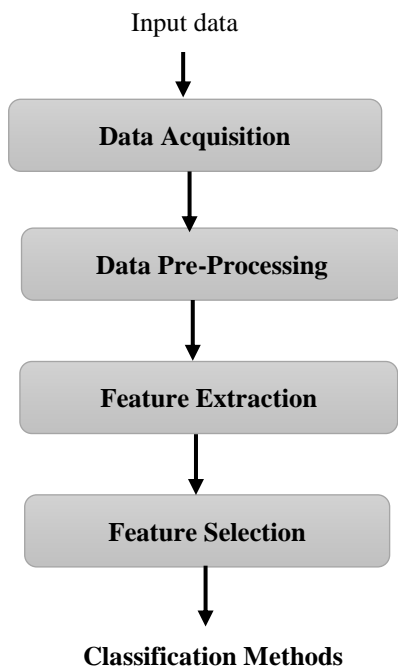 Input data
Data Acquisition
Data Pre-Processing
Feature Extraction
Feature Selection
Classification Methods